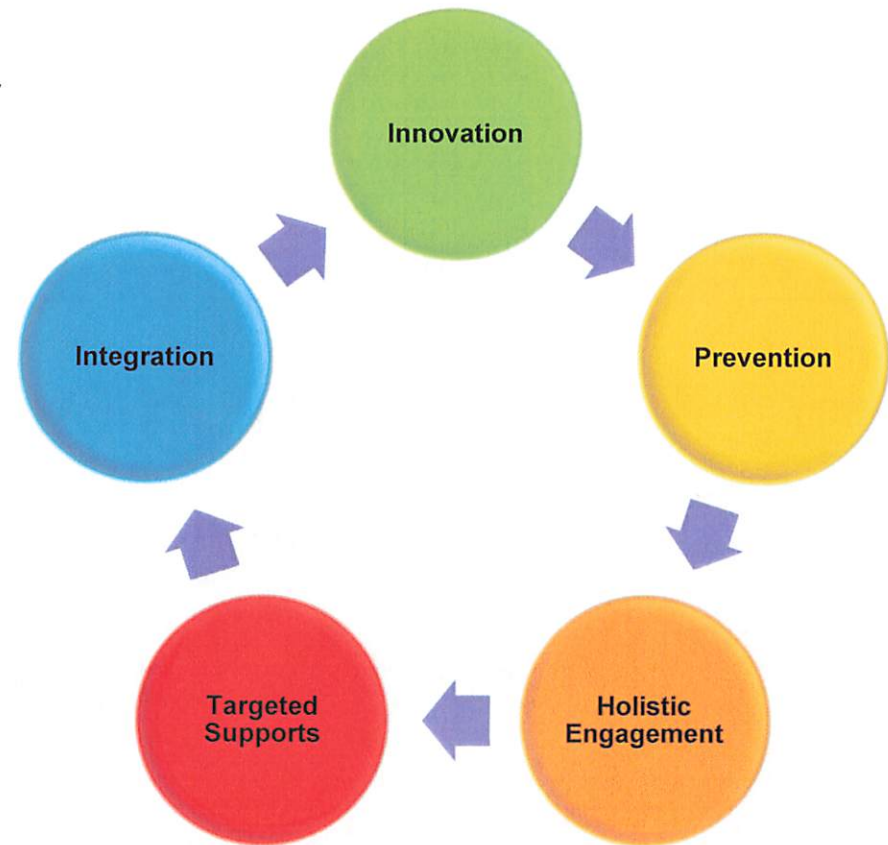 Innovation
Prevention
Holistic
Engagement
Targeted
Supports
Integration